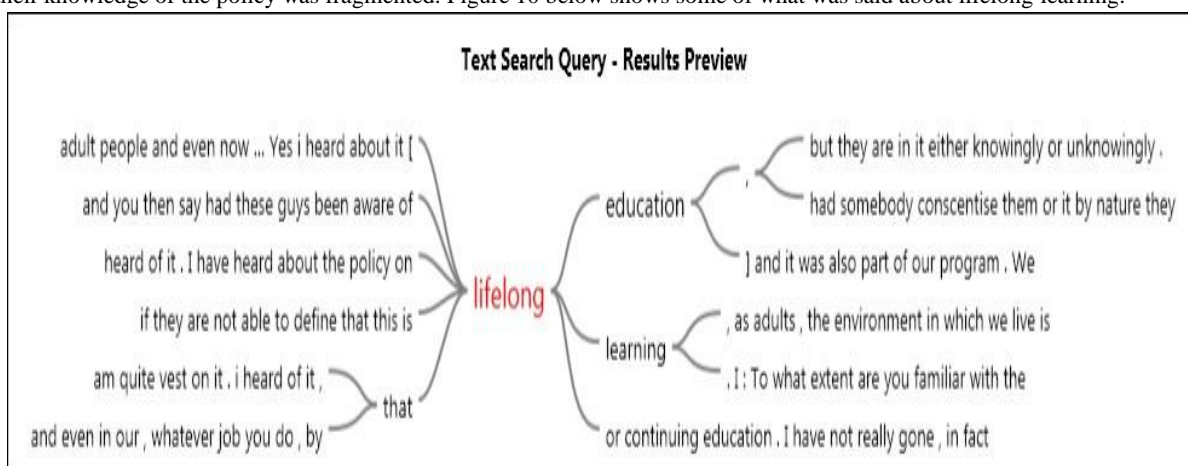 knowledge of the policy was fragmented. Figure below shows some of what was said about lifelong learning.
Text Search Query - Results Preview
adult people and even now ... Yes i heard about it [
and you then say had these guys been aware of
heard of it . I have heard about the policy on
if they are not able to define that this is
am quite vest on it . i heard of it ,
and even in our , whatever job you do , by
that
lifelong
education
,
but they are in it either knowingly or unknowingly .
had somebody conscentise them or it by nature they
] and it was also part of our program . We
learning
, as adults , the environment in which we live is
. I : To what extent are you familiar with the
or continuing education . I have not really gone , in fact